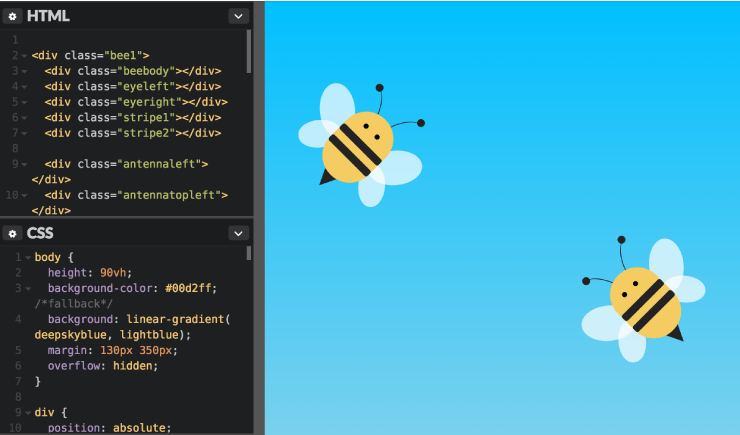 HTML
1
2 <div class="bee1">
3 <div class="beebody"></div>
4 <div class="eyeleft"></div>
5 <div class="eyeright"></div>
6 <div class="stripe1"></div>
7 <div class="stripe2"></div>
8
9 <div class="antennaleft">
</div>
10 <div class="antennatopleft">
</div>
CSS
1 body {
2 height: 90vh;
3 background-color: #00d2ff;
/*fallback*/
4 background: linear-gradient(
deepskyblue, lightblue);
5 margin: 130px 350px;
6 overflow: hidden;
7 }
8
9 div {
10 position: absolute;